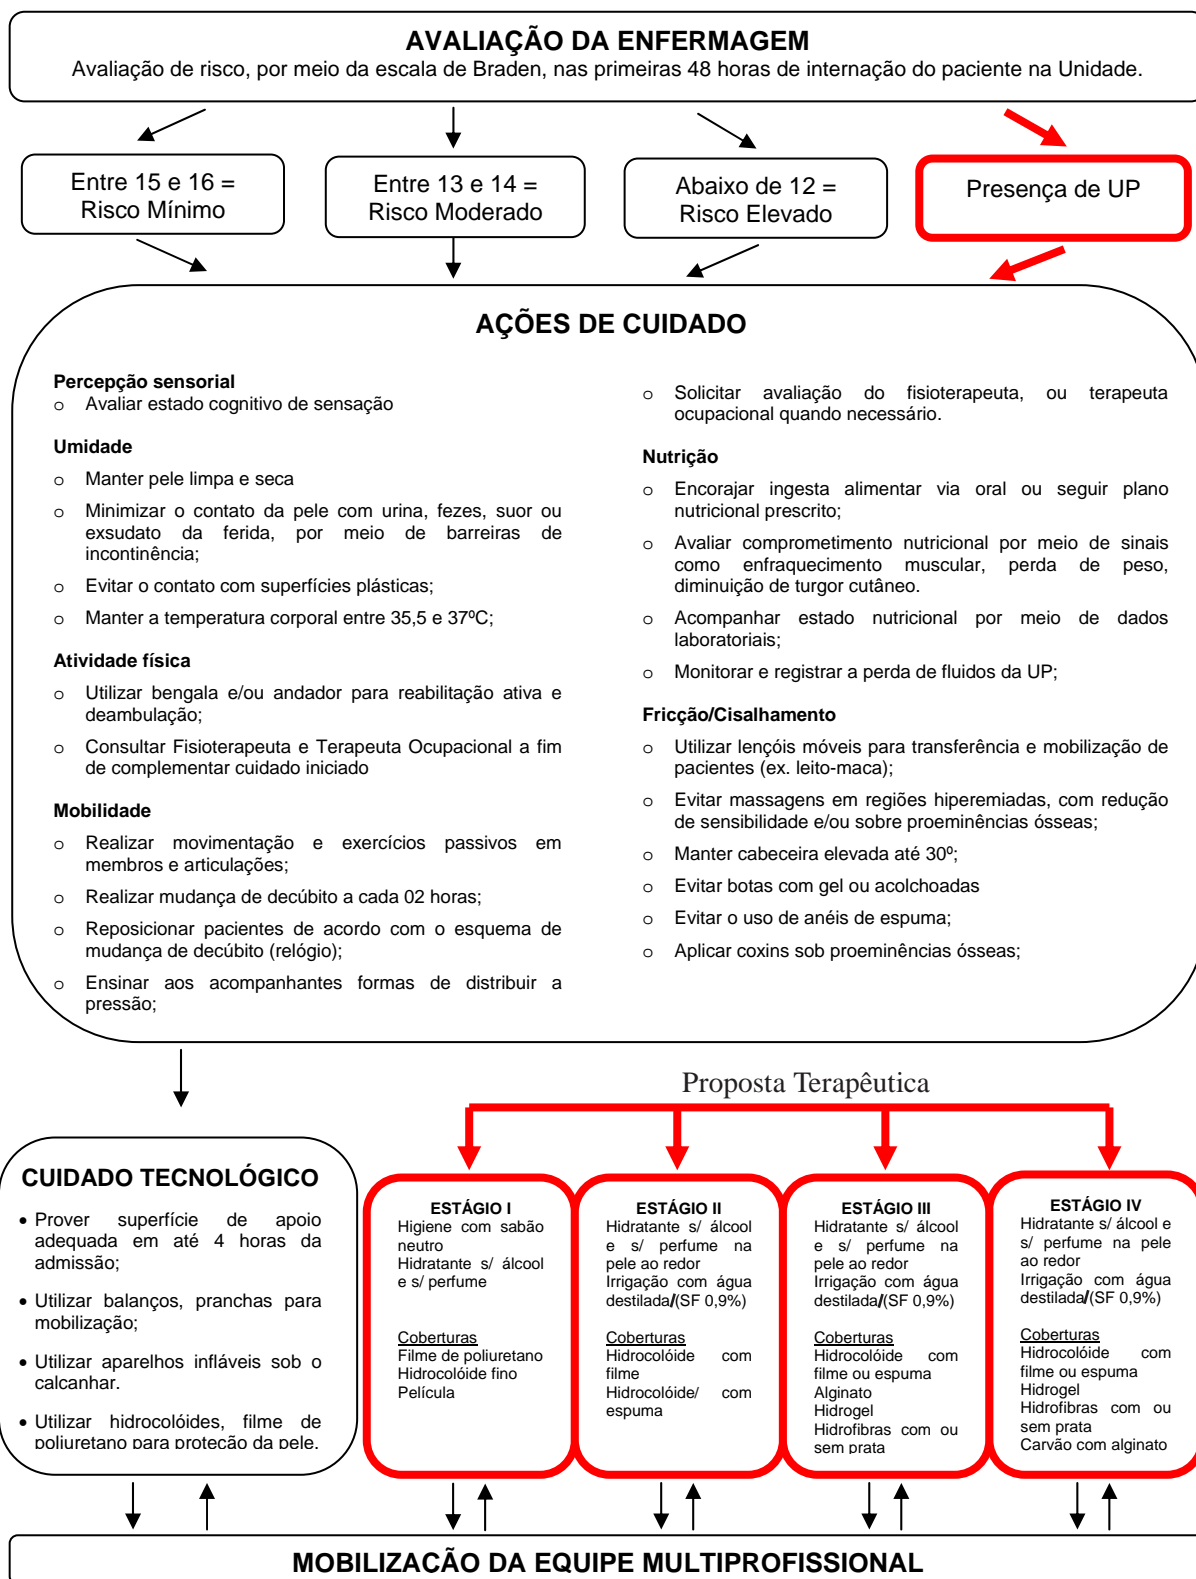 AVALIAÇÃO DA ENFERMAGEM
Avaliação de risco, por meio da escala de Braden, nas primeiras 48 horas de internação do paciente na Unidade.
Entre 15 e 16 =
Risco Mínimo
Entre 13 e 14 =
Risco Moderado
Abaixo de 12 =
Risco Elevado
Presença de UP
AÇÕES DE CUIDADO
Percepção sensorial
o Avaliar estado cognitivo de sensação
Umidade
o Manter pele limpa e seca
o Minimizar o contato da pele com urina, fezes, suor ou
exsudato da ferida, por meio de barreiras de
incontinência;
o Evitar o contato com superfícies plásticas;
o Manter a temperatura corporal entre 35,5 e 37ºC;
Atividade física
o Utilizar bengala e/ou andador para reabilitação ativa e
deambulação;
o Consultar Fisioterapeuta e Terapeuta Ocupacional a fim
de complementar cuidado iniciado
Mobilidade
o Realizar movimentação e exercícios passivos em
membros e articulações;
o Realizar mudança de decúbito a cada 02 horas;
o Reposicionar pacientes de acordo com o esquema de
mudança de decúbito (relógio);
o Ensinar aos acompanhantes formas de distribuir a
pressão;
o Solicitar avaliação do fisioterapeuta, ou terapeuta
ocupacional quando necessário.
Nutrição
o Encorajar ingesta alimentar via oral ou seguir plano
nutricional prescrito;
o Avaliar comprometimento nutricional por meio de sinais
como enfraquecimento muscular, perda de peso,
diminuição de turgor cutâneo.
o Acompanhar estado nutricional por meio de dados
laboratoriais;
o Monitorar e registrar a perda de fluidos da UP;
Fricção/Cisalhamento
o Utilizar lençóis móveis para transferência e mobilização de
pacientes (ex. leito-maca);
o Evitar massagens em regiões hiperemiadas, com redução
de sensibilidade e/ou sobre proeminências ósseas;
o Manter cabeceira elevada até 30º;
o Evitar botas com gel ou acolchoadas
o Evitar o uso de anéis de espuma;
o Aplicar coxins sob proeminências ósseas;
Proposta Terapêutica
CUIDADO TECNOLÓGICO
• Prover superfície de apoio
adequada em até 4 horas da
admissão;
• Utilizar balanços, pranchas para
mobilização;
• Utilizar aparelhos infláveis sob o
calcanhar.
• Utilizar hidrocolóides, filme de
poliuretano para proteção da pele.
ESTÁGIO I
Higiene com sabão
neutro
Hidratante s/ álcool
e s/ perfume
Coberturas
Filme de poliuretano
Hidrocolóide fino
Película
ESTÁGIO II
Hidratante s/ álcool
e s/ perfume na
pele ao redor
Irrigação com água
destilada/(SF 0,9%)
Coberturas
Hidrocolóide com
filme
Hidrocolóide/ com
espuma
ESTÁGIO III
Hidratante s/ álcool
e s/ perfume na
pele ao redor
Irrigação com água
destilada/(SF 0,9%)
Coberturas
Hidrocolóide com
filme ou espuma
Alginato
Hidrogel
Hidrofibras com ou
sem prata
ESTÁGIO IV
Hidratante s/ álcool e
s/ perfume na pele
ao redor
Irrigação com água
destilada/(SF 0,9%)
Coberturas
Hidrocolóide com
filme ou espuma
Hidrogel
Hidrofibras com ou
sem prata
Carvão com alginato
MOBILIZAÇÃO DA EQUIPE MULTIPROFISSIONAL